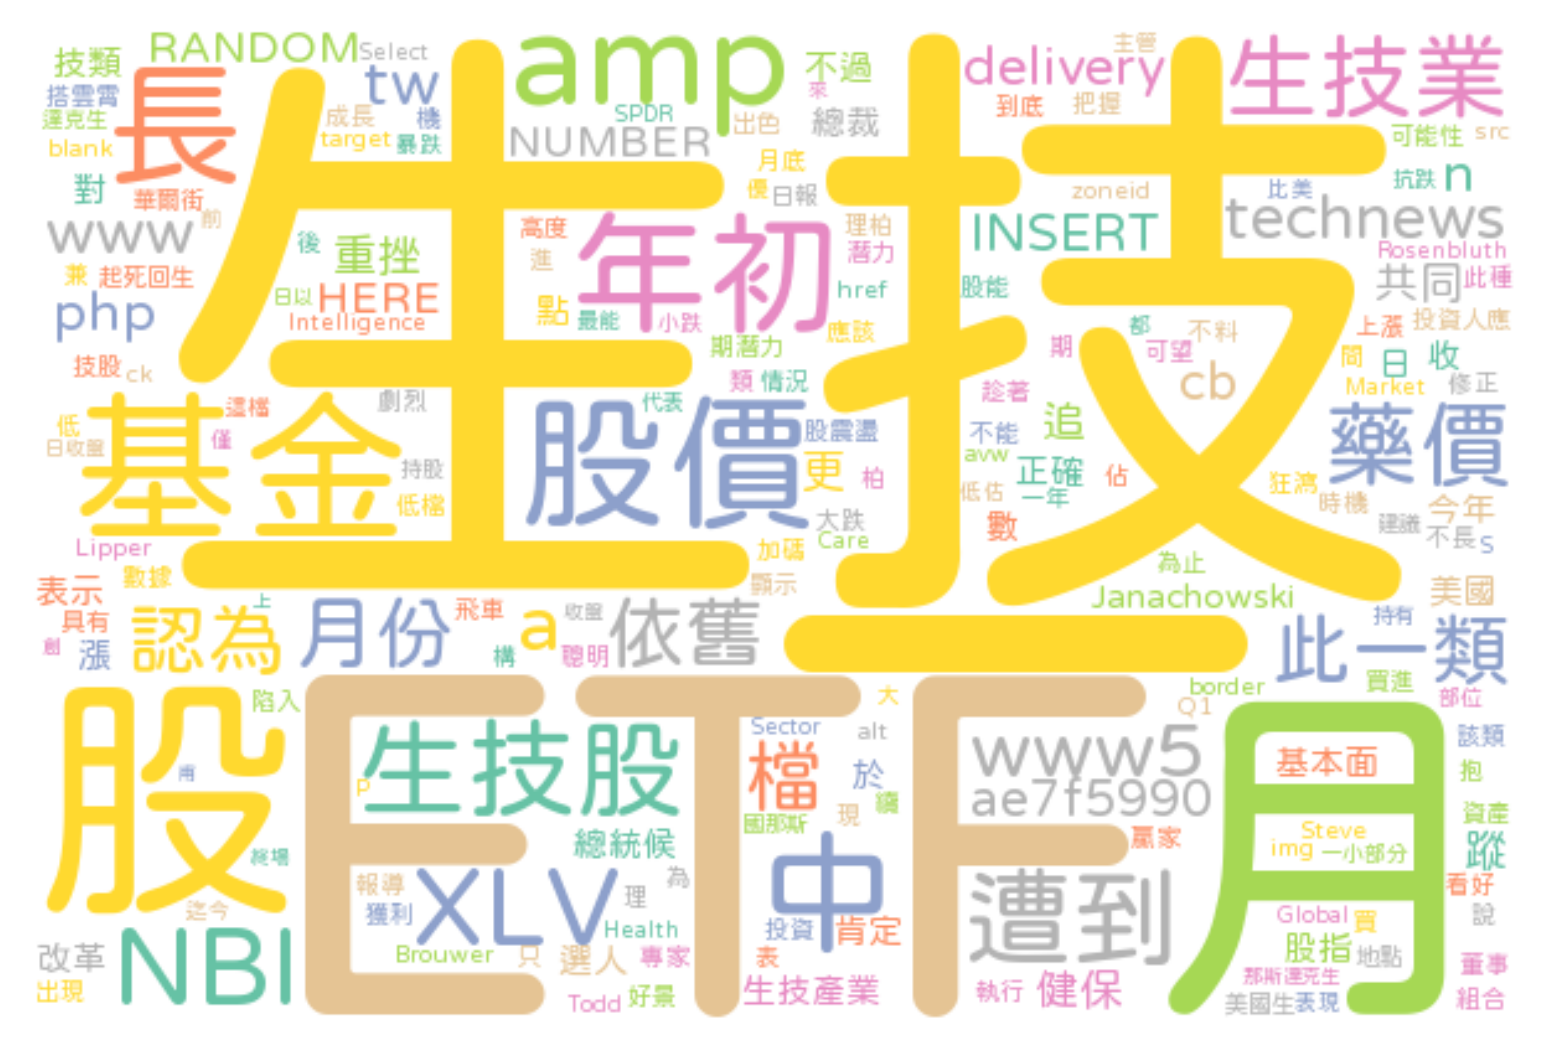 RANDOM
Select
amp
不過
主管
delivery
生技業
技類
長
tw
來
搭雲霄
成長
機
SPDR
出色
總裁
到底
把握
達克生
target
暴跌
NUMBER
可能性
src
blank
生技
月底
對
華爾街
優
日報
zoneid
比美
抗跌
n
www
前
高度
年初
理柏
INSERT
technews
後
重挫
進
潛力
Rosenbluth
兼
起死回生
日以
HERE
href
股能
共同
此種
php
Intelligence
點
最能
小跌
應該
都
不料
上漲
投資人應
期潛力
期
可望
間
日
收
技股
ck
類
情況
趁著
cb
Market
修正
基金
這檔
劇烈
代表
股價
低
僅
股震盪
不能
追
藥價
日收盤
持股
更
柏
avw
正確
佔
狂瀉
低檔
低估
一年
時機
今年
大跌
數
建議
不長
s
Lipper
加碼
Care
為止
表示
數據
顯示
Janachowski
美國
具有
上
認為
月份
飛車
a
收盤
依舊
一
持有
此一類
創
漲
構
聰明
股
陷入
ETF
大
border
買進
部位
Q1
月
生技股
Sector
alt
www5
該類
甫
P
檔
於
基本面
抱
ae7f5990
續
現
國那斯
資產
終場
總統候
中
贏家
Steve
img
一小部分
蹤
報導
XLV
理
為
遭到
看好
迄今
獲利
Health
投資
肯定
Global
買
說
改革
NBI
Brouwer
只
選人
專家
表
股指
地點
董事
出現
Todd
好景
生技產業
執行
健保
那斯達克生
美國生
表現
組合